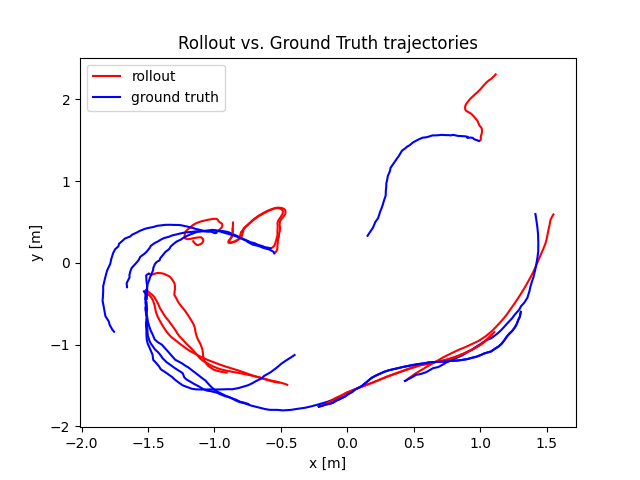 Rollout vs. Ground Truth trajectories
rollout
ground truth
y [m]
2
1
0
−1
−2
−2.0 −1.5 −1.0 −0.5 0.0 0.5 1.0 1.5
x [m]